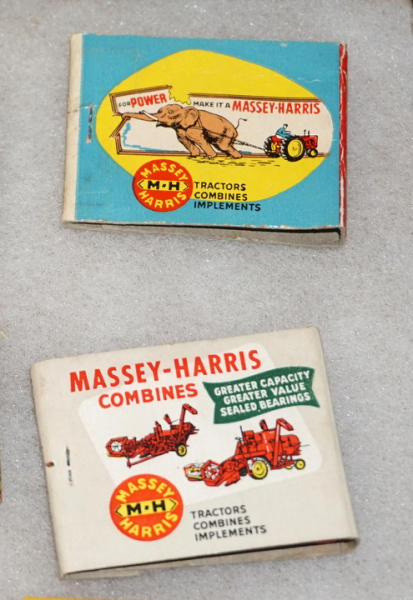 FOR POWER MAKE IT A MASSEY-HARRIS
MASSEY
M-H
HARRIS
TRACTORS
COMBINES
IMPLEMENTS
MASSEY-HARRIS
COMBINES
GREATER CAPACITY
GREATER VALUE
SEALED BEARINGS
MASSEY
M-H
HARRIS
TRACTORS
COMBINES
IMPLEMENTS